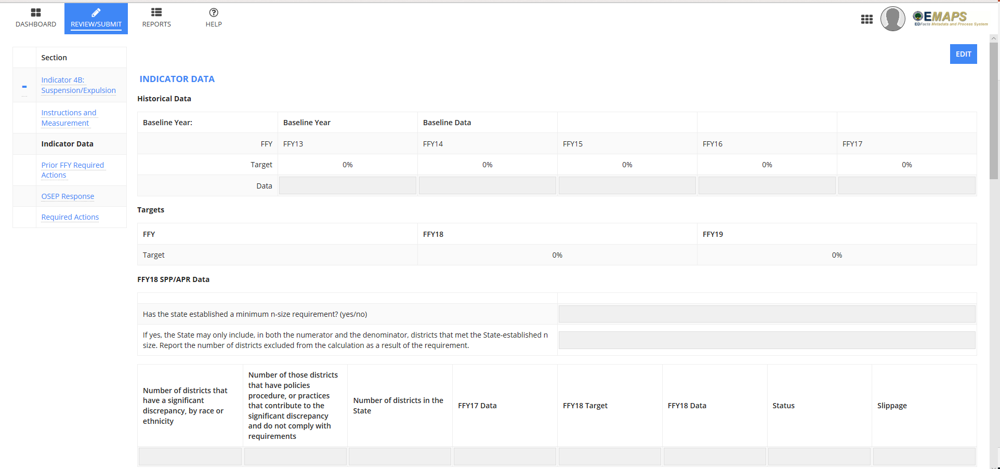 DASHBOARD
REVIEW/SUBMIT
REPORTS
HELP
EMAPS
EDFacts Metadata and Process System
Section
Indicator 4B:
Suspension/Expulsion
Instructions and
Measurement
Indicator Data
Prior FFY Required
Actions
OSEP Response
Required Actions
EDIT
INDICATOR DATA
Historical Data
Baseline Year: Baseline Year Baseline Data
FFY FFY13 FFY14 FFY15 FFY16 FFY17
Target 0% 0% 0% 0% 0%
Data
Targets
FFY FFY18 FFY19
Target 0% 0%
FFY18 SPP/APR Data
Has the state established a minimum n-size requirement? (yes/no)
If yes, the State may only include, in both the numerator and the denominator, districts that met the State-established n
size. Report the number of districts excluded from the calculation as a result of the requirement.
Number of districts that
have a significant
discrepancy, by race or
ethnicity
Number of those districts
that have policies
procedure, or practices
that contribute to the
significant discrepancy
and do not comply with
requirements
Number of districts in the
State
FFY17 Data
FFY18 Target
FFY18 Data
Status
Slippage